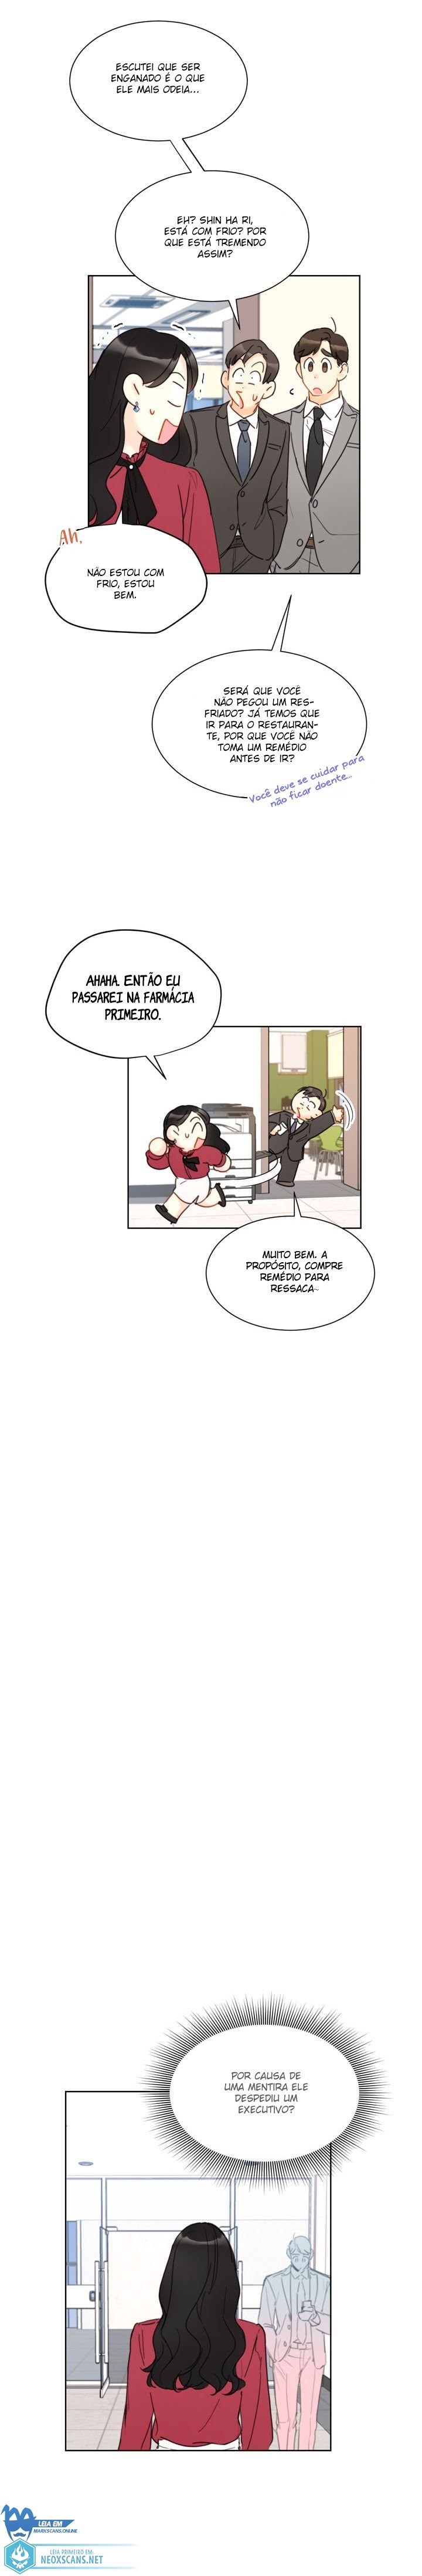 ESCUTEI QUE SER
ENGANADO É O QUE
ELE MAIS ODEIA...
EH? SHIN HA RI,
ESTÁ COM FRIO? POR
QUE ESTÁ TREMENDO
ASSIM?
Ah,
NÃO ESTOU COM
FRIO, ESTOU
BEM.
SERÁ QUE VOCÊ
NÃO PEGOU UM RES-
FRIADO? JÁ TEMOS QUE
IR PARA O RESTAURAN-
TE, POR QUE VOCÊ NÃO
TOMA UM REMÉDIO
ANTES DE IR?
Você deve se cuidar para
não ficar doente...
AHAHA. ENTÃO EU
PASSAREI NA FARMÁCIA
PRIMEIRO.
MUITO BEM. A
PROPÓSITO, COMPRE
REMÉDIO PARA
RESSACA~
POR CAUSA DE
UMA MENTIRA ELE
DESPEDIU UM
EXECUTIVO?
LEIA EM
MARKSCANS.ONLINE
LEIA PRIMEIRO EM:
NEOXSCANS.NET